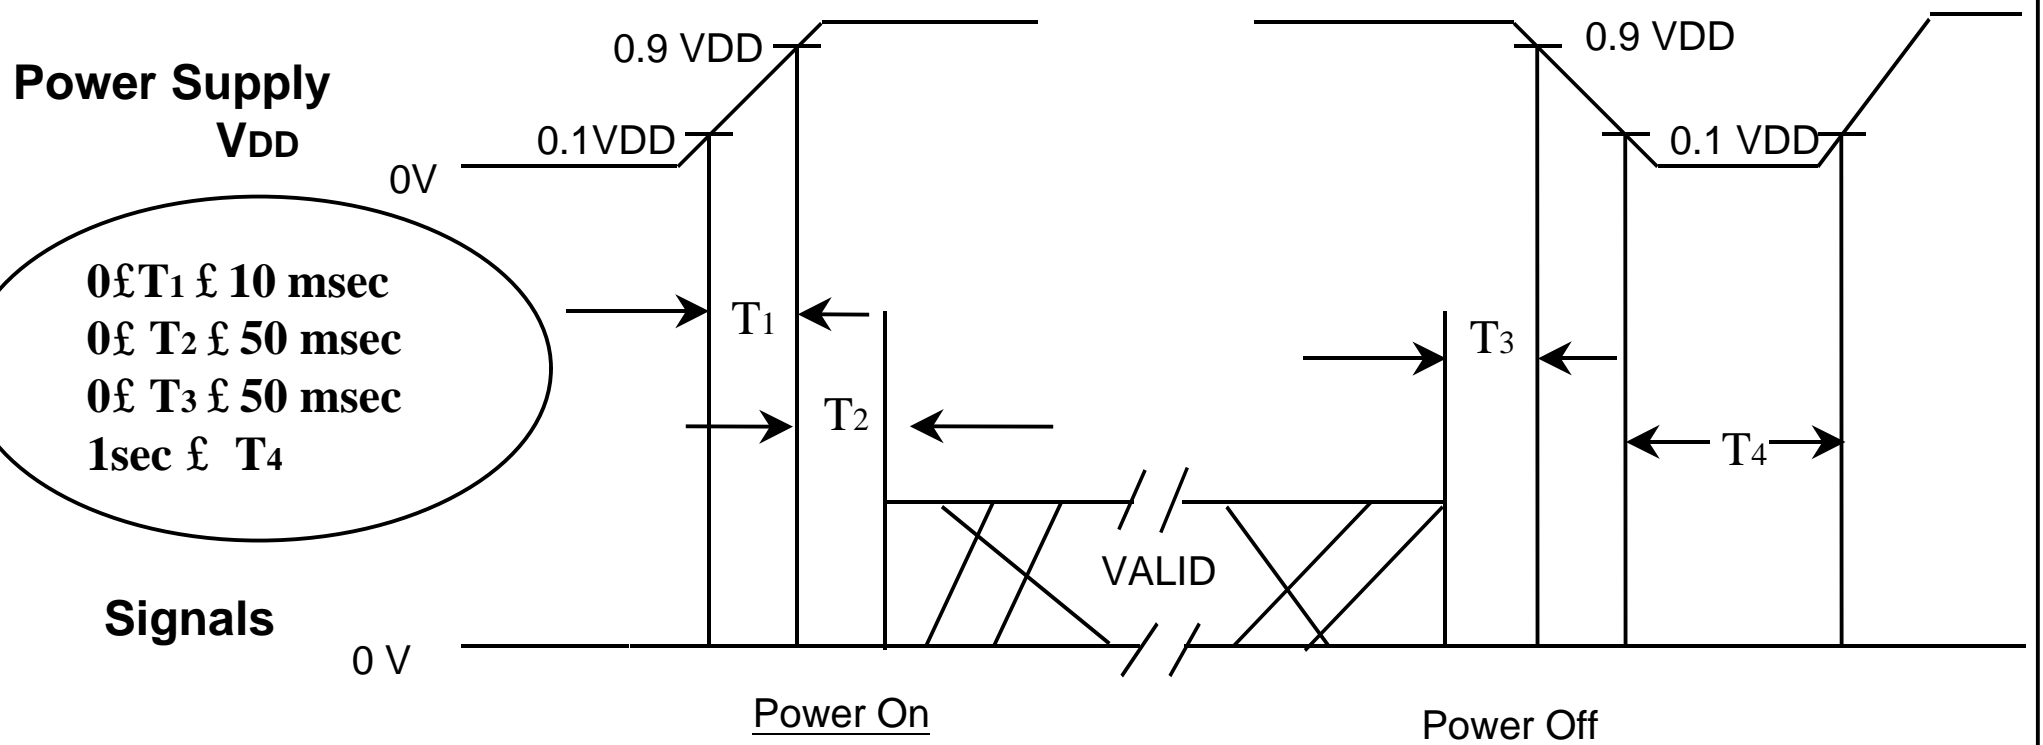 0.9 VDD
0.9 VDD
Power Supply
VDD
0.1VDD
0.1 VDD
0V
0£T1 £ 10 msec
0£ T2 £ 50 msec
0£ T3 £ 50 msec
1sec £ T4
T1
T3
T2
T4
VALID
Signals
0 V
Power On
Power Off